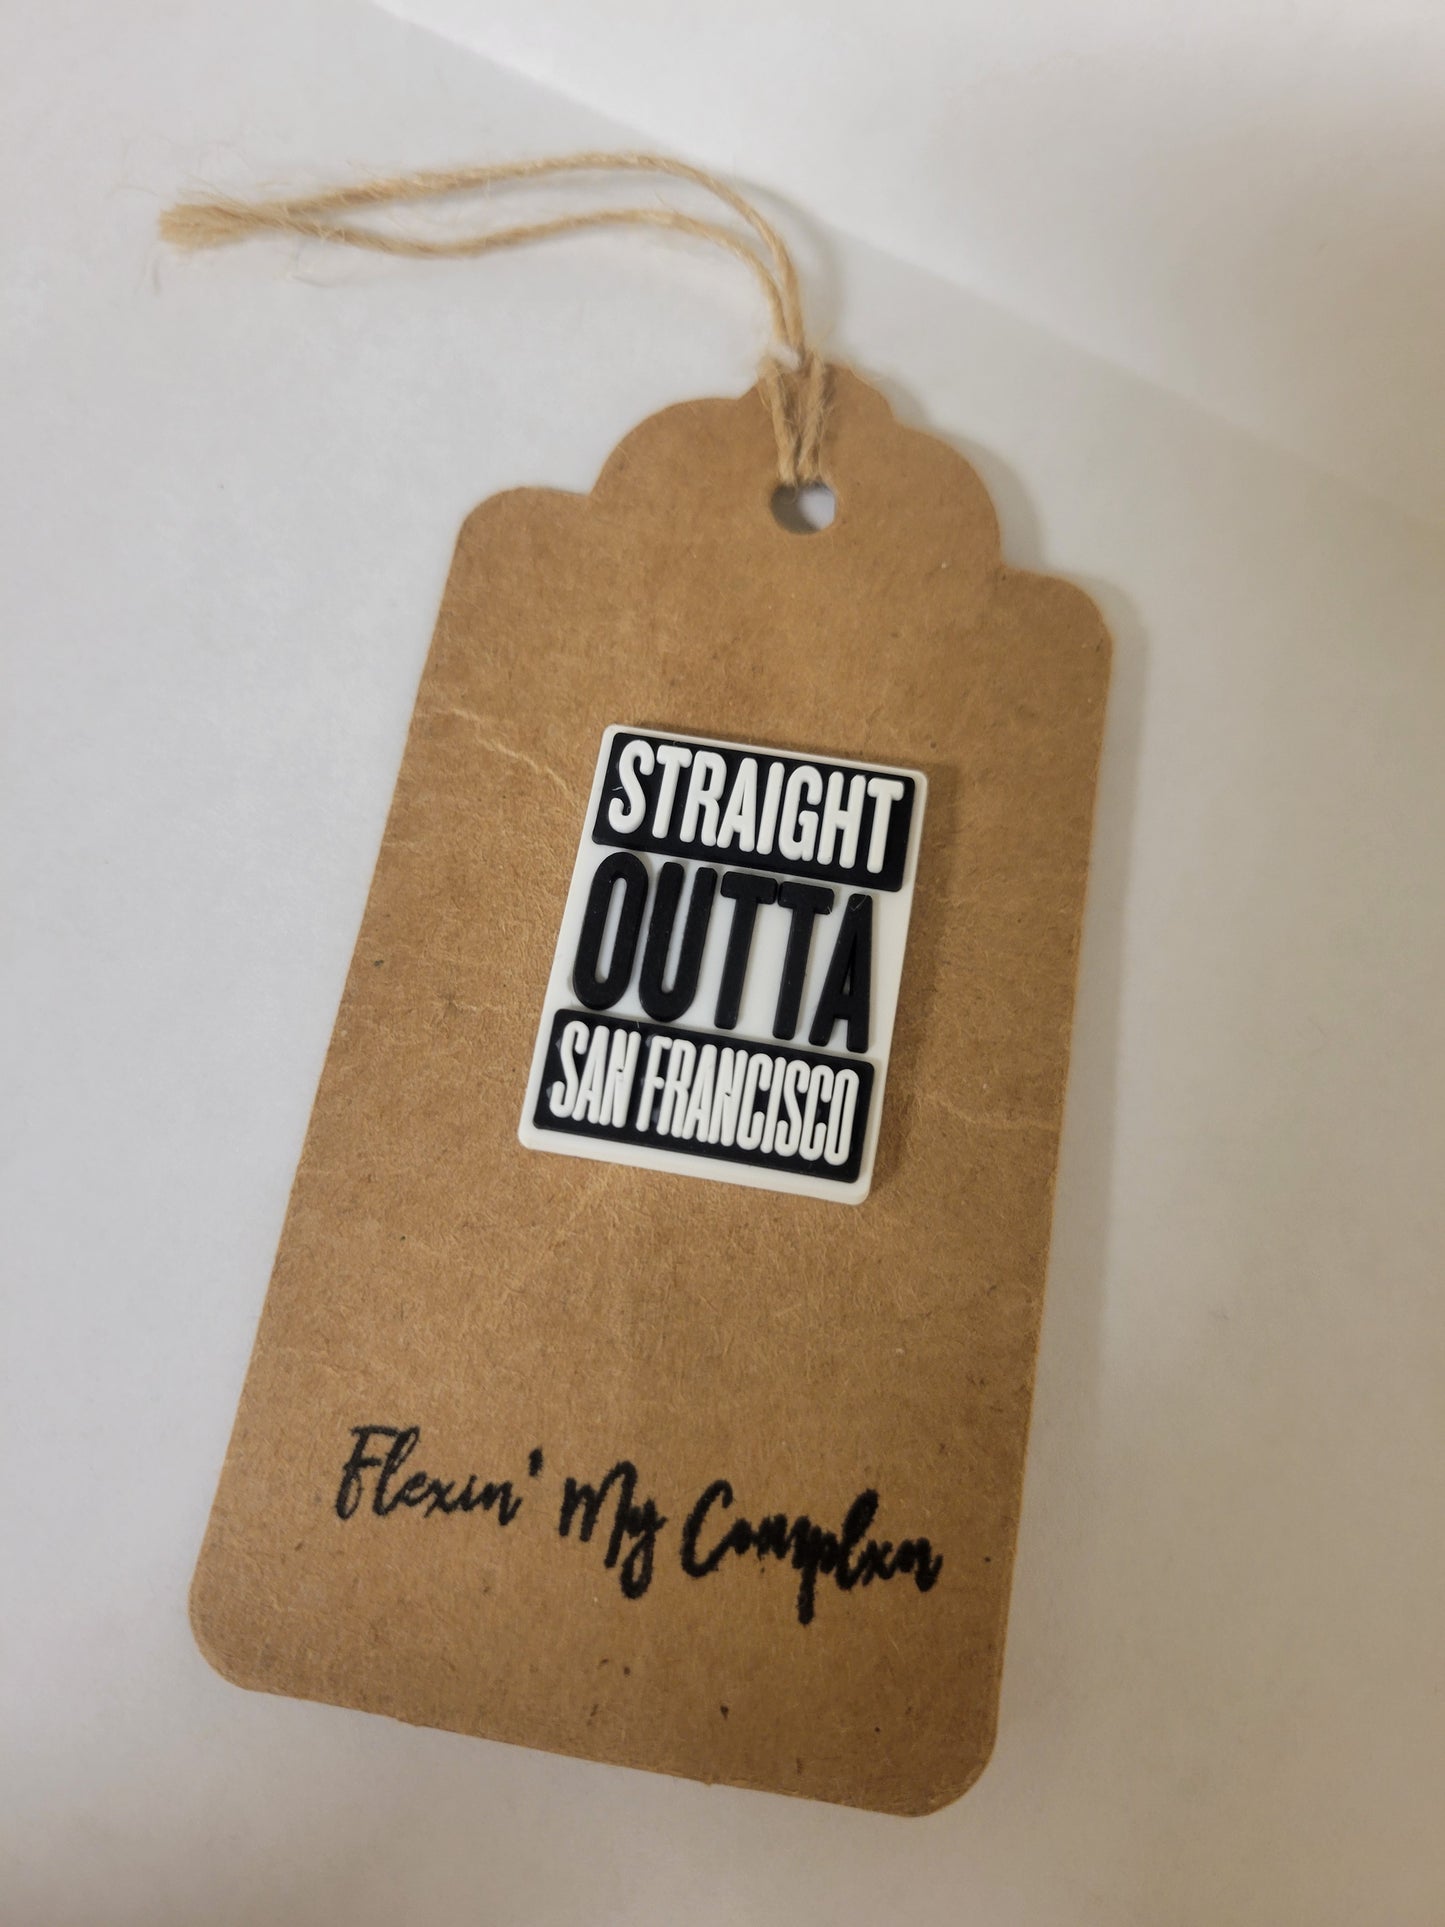 STRAIGHT
OUTTA
SAN FRANCISCO
Flexin' My Complxn